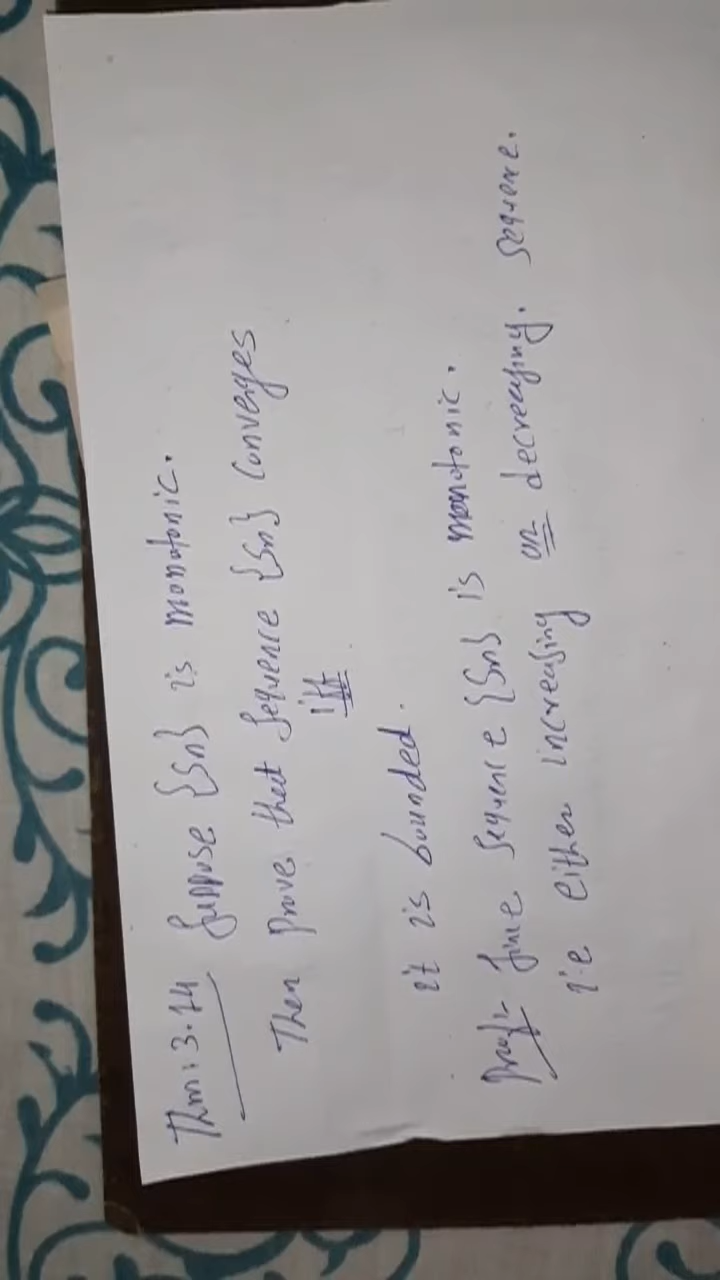 Thm: 3.14 Suppose {Sn} is monotonic.
Then prove that sequence {Sn} Converges
iff
it is bounded.
Proof:- Since sequence {Sn} is monotonic.
i.e either increasing or decreasing. sequence.